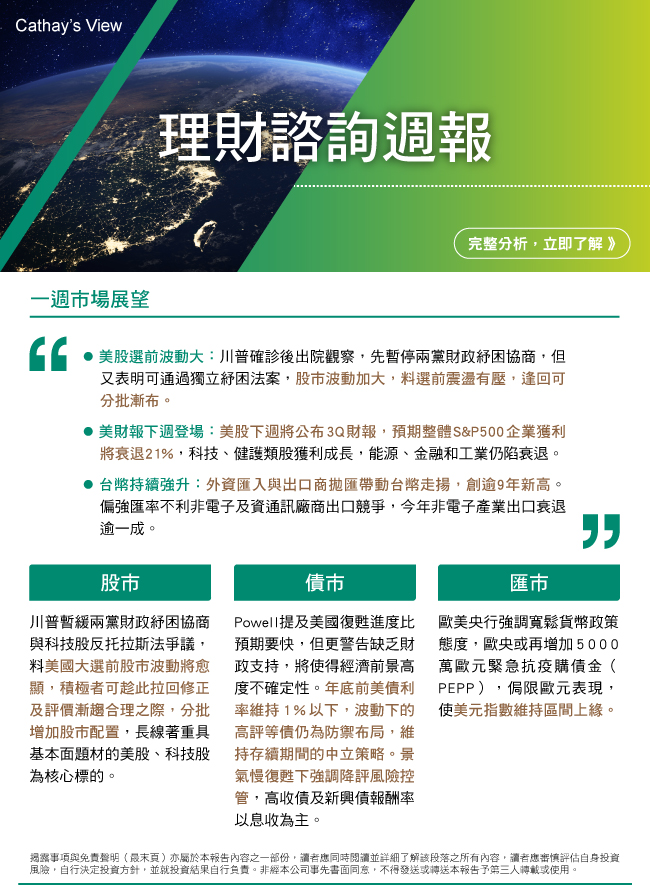 Cathay's View
理財諮詢週報
完整分析，立即了解 》
一週市場展望
● 美股選前波動大：川普確診後出院觀察，先暫停兩黨財政紓困協商，但
又表明可通過獨立紓困法案，股市波動加大，料選前震盪有壓，逢回可
分批漸布。
● 美財報下週登場：美股下週將公布3Q財報，預期整體S&P500企業獲利
將衰退21%，科技、健護類股獲利成長，能源、金融和工業仍陷衰退。
● 台幣持續強升：外資匯入與出口商拋匯帶動台幣走揚，創逾9年新高。
偏強匯率不利非電子及資通訊廠商出口競爭，今年非電子產業出口衰退
逾一成。
股市
川普暫緩兩黨財政紓困協商
與科技股反托拉斯法爭議，
料美國大選前股市波動將愈
顯，積極者可趁此拉回修正
及評價漸趨合理之際，分批
增加股市配置，長線著重具
基本面題材的美股、科技股
為核心標的。
債市
Powell提及美國復甦進度比
預期要快，但更警告缺乏財
政支持，將使得經濟前景高
度不確定性。年底前美債利
率維持1%以下，波動下的
高評等債仍為防禦布局，維
持存續期間的中立策略。景
氣慢復甦下強調降評風險控
管，高收債及新興債報酬率
以息收為主。
匯市
歐美央行強調寬鬆貨幣政策
態度，歐央或再增加5000
萬歐元緊急抗疫購債金（
PEPP），侷限歐元表現，
使美元指數維持區間上緣。
揭露事項與免責聲明（最末頁）亦屬於本報告內容之一部份，讀者應同時閱讀並詳細了解該段落之所有內容，讀者應審慎評估自身投資
風險，自行決定投資方針，並就投資結果自行負責。非經本公司事先書面同意，不得發送或轉送本報告予第三人轉載或使用。